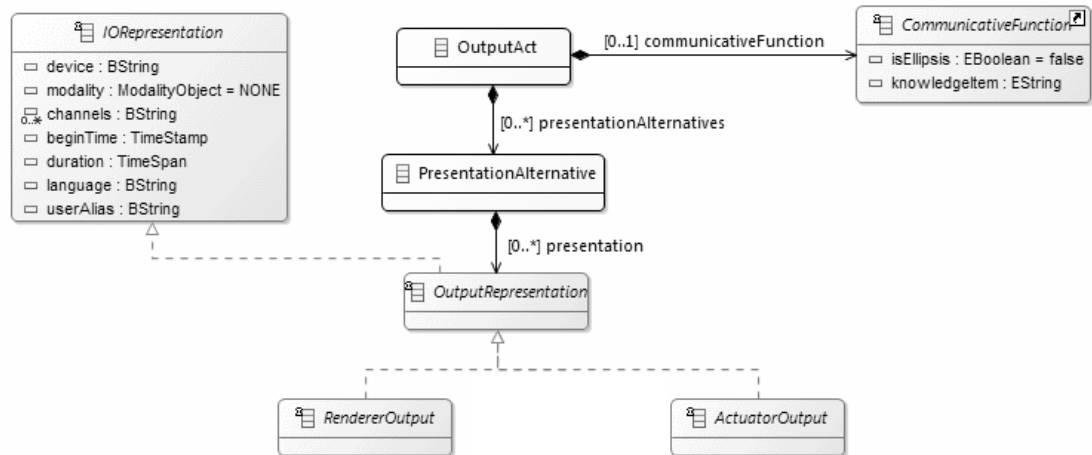 IORepresentation
device : BString
modality : ModalityObject = NONE
0..* channels : BString
beginTime : TimeStamp
duration : TimeSpan
language : BString
userAlias : BString
OutputAct
[0..1] communicativeFunction
CommunicativeFunction
isEllipsis : EBoolean = false
knowledgeItem : EString
[0..*] presentationAlternatives
PresentationAlternative
[0..*] presentation
OutputRepresentation
RendererOutput
ActuatorOutput